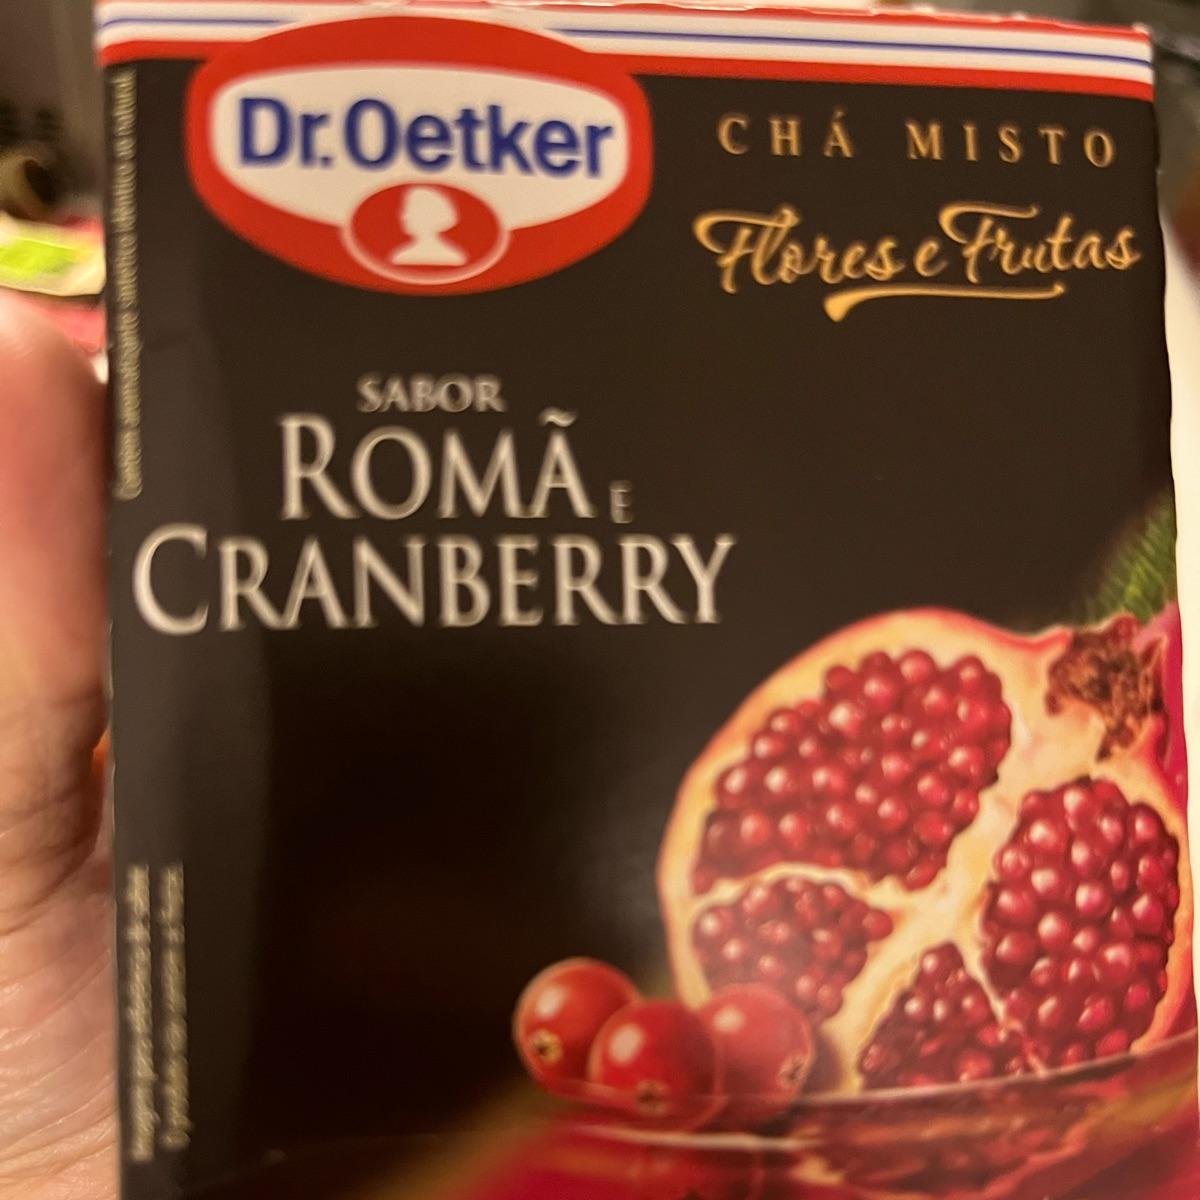 Dr.Oetker
CHÁ MISTO
Flores e Frutas
SABOR
ROMÃ E
CRANBERRY